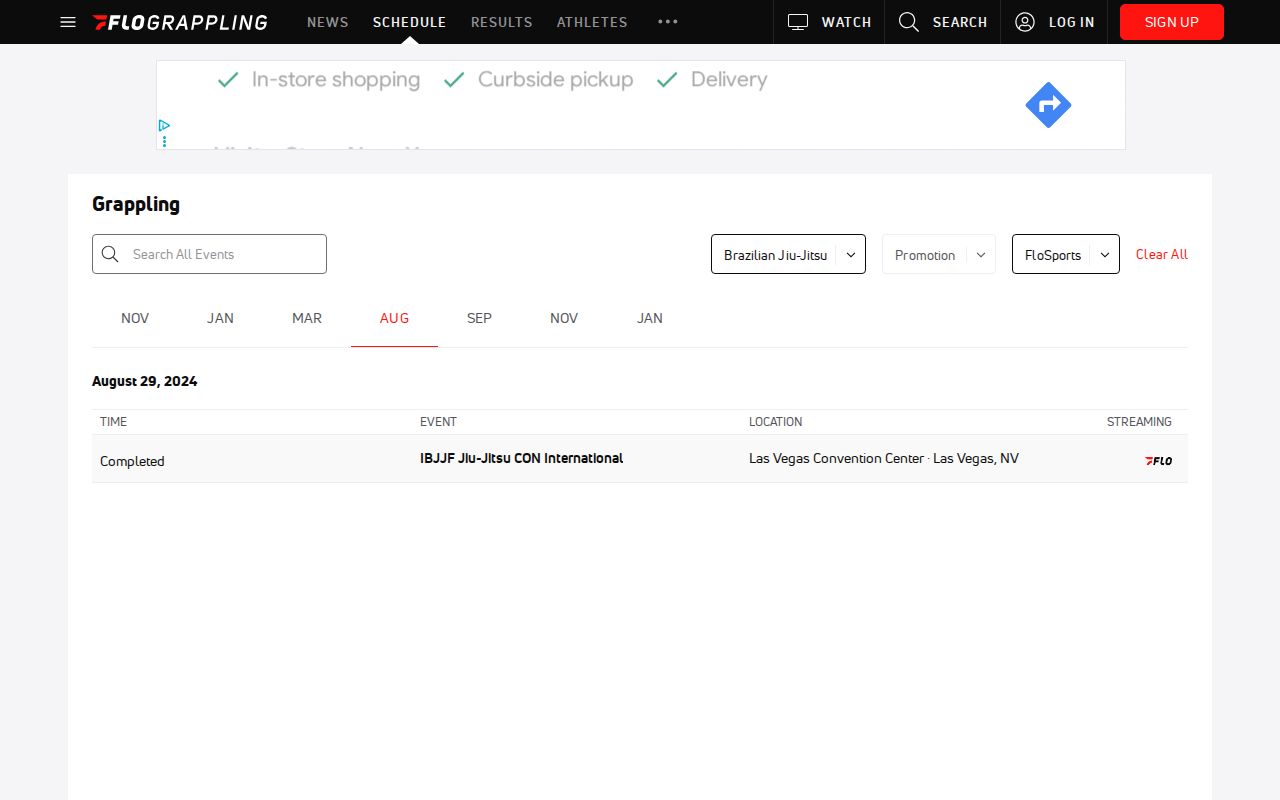 FLOGRAPPLING NEWS SCHEDULE RESULTS ATHLETES ••• WATCH SEARCH LOG IN SIGN UP
In-store shopping Curbside pickup Delivery
Grappling
Search All Events Brazilian Jiu-Jitsu Promotion FloSports Clear All
NOV JAN MAR AUG SEP NOV JAN
August 29, 2024
TIME EVENT LOCATION STREAMING
Completed IBJJF Jiu-Jitsu CON International Las Vegas Convention Center · Las Vegas, NV FLO